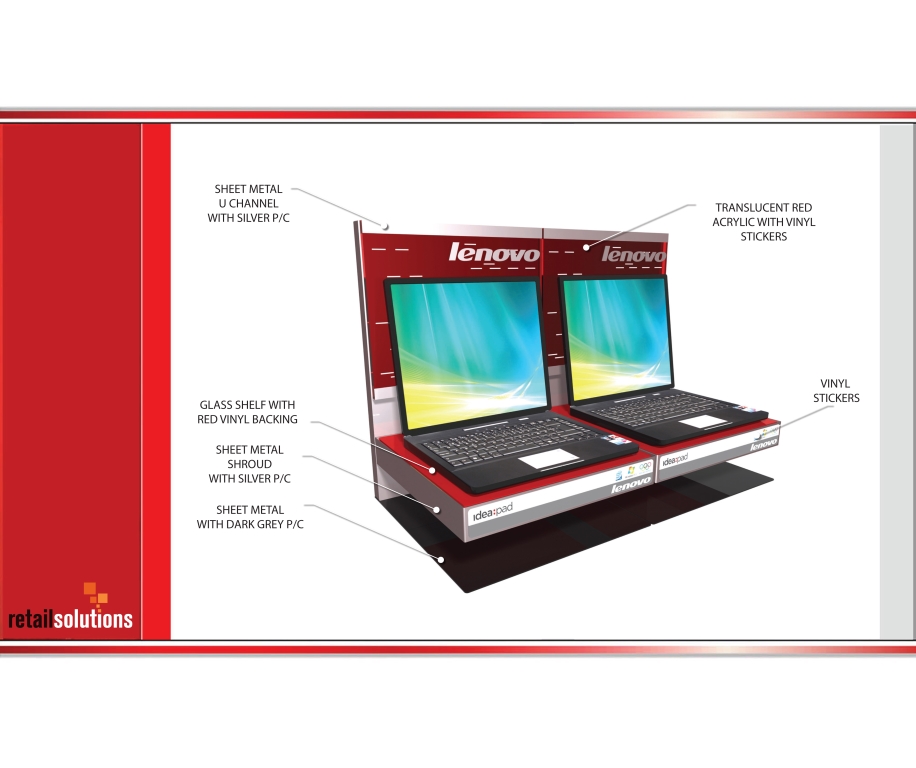 SHEET METAL
U CHANNEL
WITH SILVER P/C
TRANSLUCENT RED
ACRYLIC WITH VINYL
STICKERS
lenovo
lenovo
VINYL
STICKERS
GLASS SHELF WITH
RED VINYL BACKING
SHEET METAL
SHROUD
WITH SILVER P/C
SHEET METAL
WITH DARK GREY P/C
idea:pad
lenovo
idea:pad
lenovo
retailsolutions